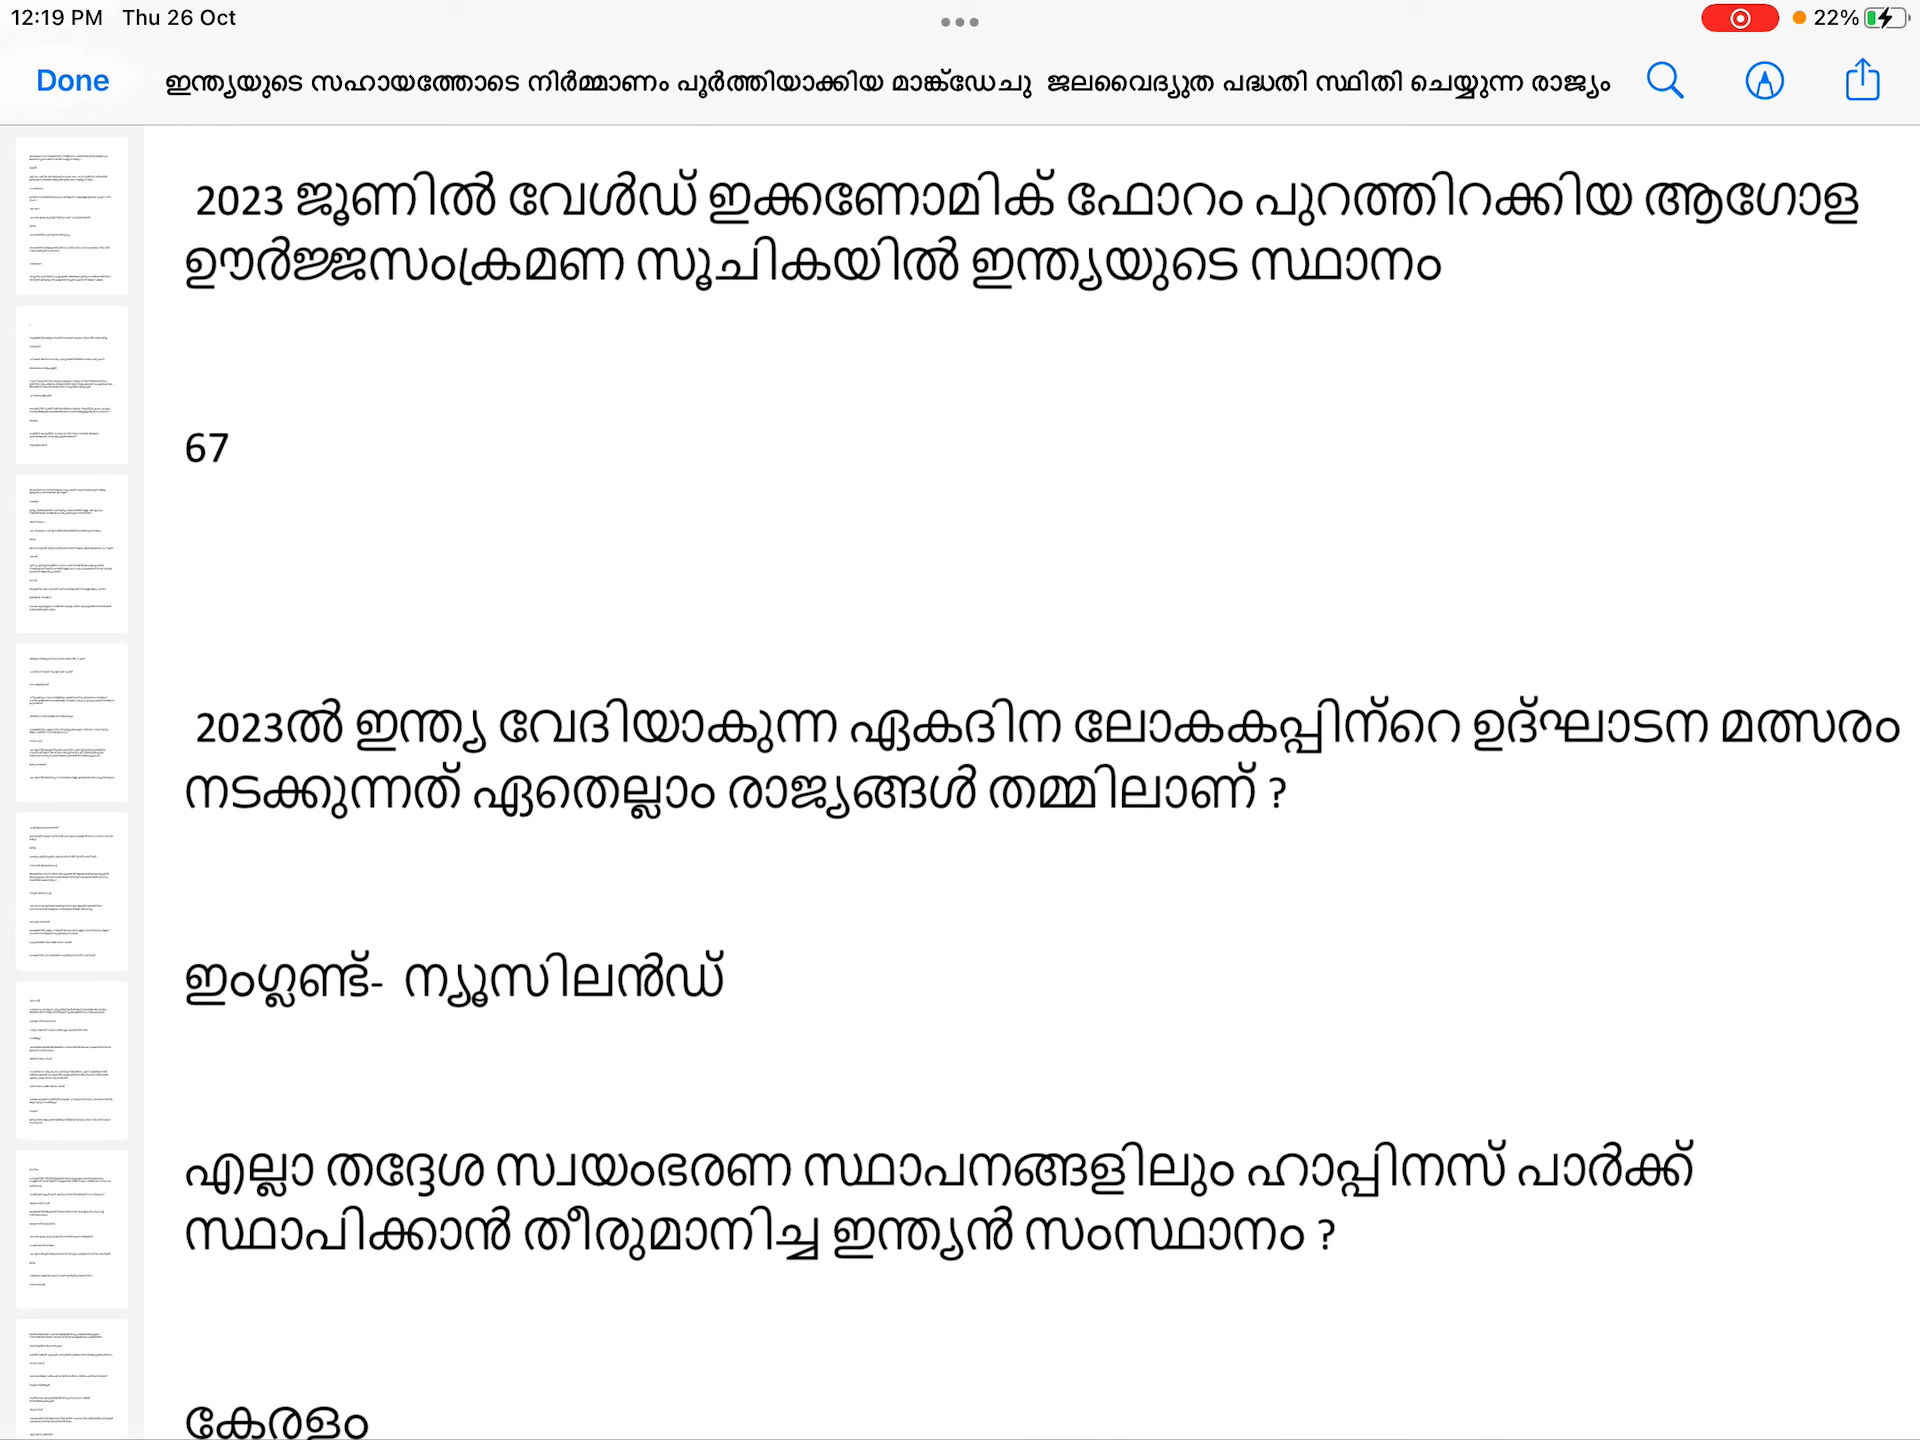 12:19 PM Thu 26 Oct
22%
Done
ഇന്ത്യയുടെ സഹായത്തോടെ നിർമ്മാണം പൂർത്തിയാക്കിയ മാങ്ക്ഡേചു ജലവൈദ്യുത പദ്ധതി സ്ഥിതി ചെയ്യുന്ന രാജ്യം
2023 ജൂണിൽ വേൾഡ് ഇക്കണോമിക് ഫോറം പുറത്തിറക്കിയ ആഗോള
ഊർജ്ജസംക്രമണ സൂചികയിൽ ഇന്ത്യയുടെ സ്ഥാനം
67
2023ൽ ഇന്ത്യ വേദിയാകുന്ന ഏകദിന ലോകകപ്പിന്റെ ഉദ്ഘാടന മത്സരം
നടക്കുന്നത് ഏതെല്ലാം രാജ്യങ്ങൾ തമ്മിലാണ് ?
ഇംഗ്ലണ്ട്- ന്യൂസിലൻഡ്
എല്ലാ തദ്ദേശ സ്വയംഭരണ സ്ഥാപനങ്ങളിലും ഹാപ്പിനസ് പാർക്ക്
സ്ഥാപിക്കാൻ തീരുമാനിച്ച ഇന്ത്യൻ സംസ്ഥാനം ?
കേരളം